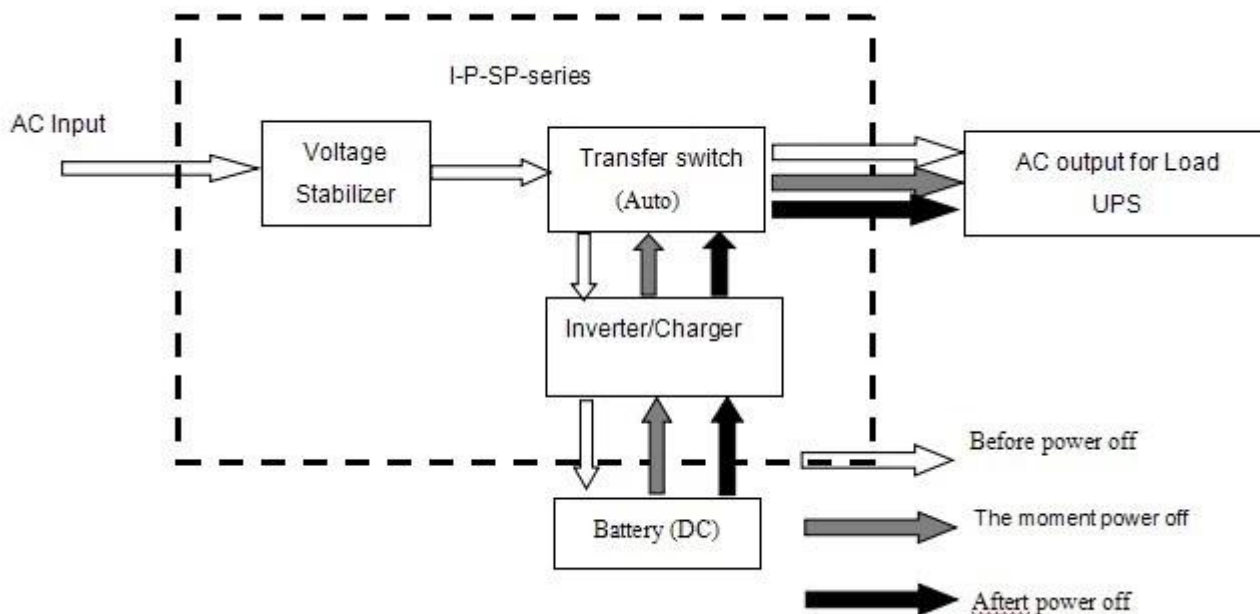 I-P-SP-series
AC Input
Voltage
Stabilizer
Transfer switch
(Auto)
AC output for Load
UPS
Inverter/Charger
Battery (DC)
Before power off
The moment power off
Aftert power off